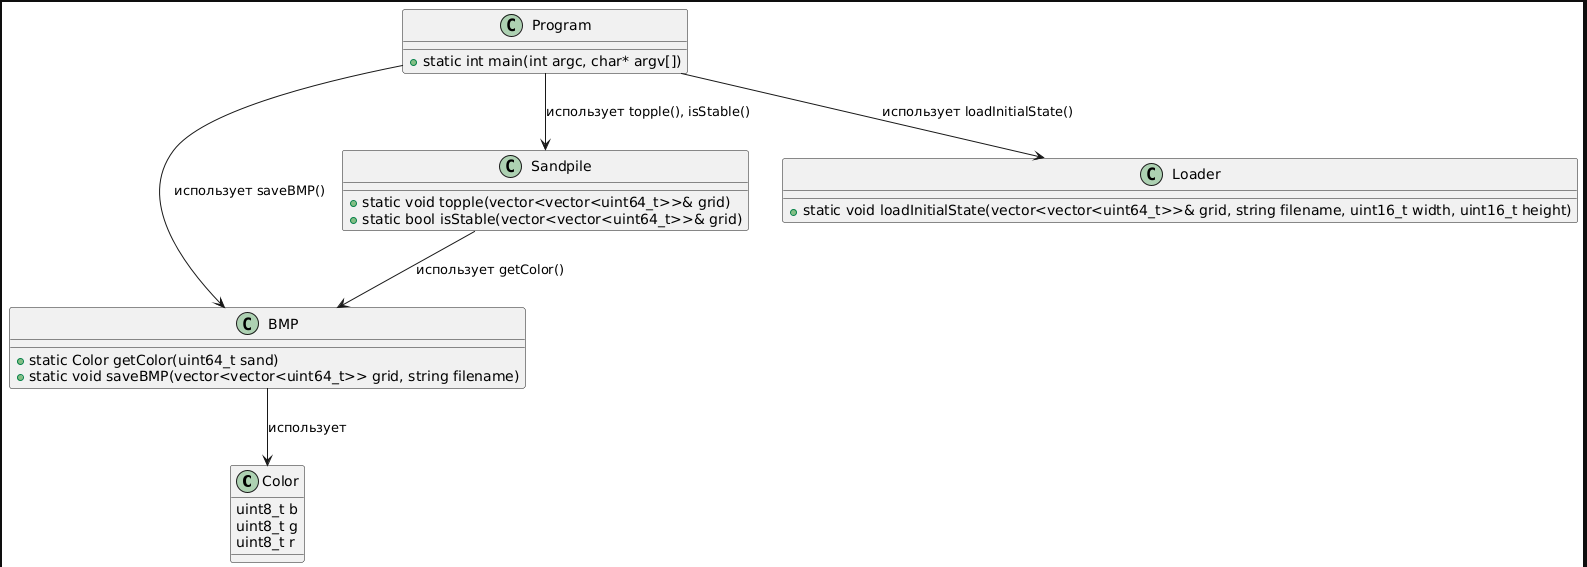 C Program
static int main(int argc, char* argv[])
использует topple(), isStable()
использует loadInitialState()
C Sandpile
static void topple(vector<vector<uint64_t>>& grid)
static bool isStable(vector<vector<uint64_t>>& grid)
C Loader
static void loadInitialState(vector<vector<uint64_t>>& grid, string filename, uint16_t width, uint16_t height)
использует saveBMP()
использует getColor()
C BMP
static Color getColor(uint64_t sand)
static void saveBMP(vector<vector<uint64_t>> grid, string filename)
использует
C Color
uint8_t b
uint8_t g
uint8_t r